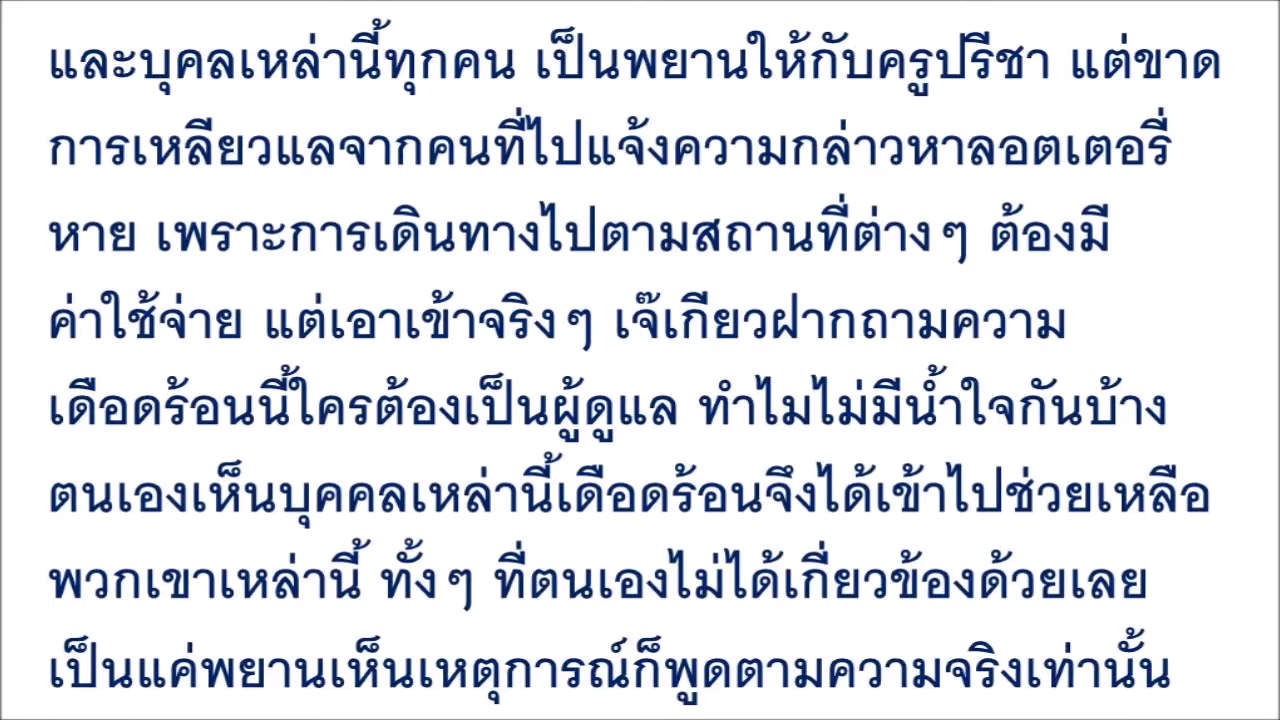 และบุคลเหล่านี้ทุกคน เป็นพยานให้กับครูปรีชา แต่ขาด
การเหลียวแลจากคนที่ไปแจ้งความกล่าวหาลอตเตอรี่
หาย เพราะการเดินทางไปตามสถานที่ต่างๆ ต้องมี
ค่าใช้จ่าย แต่เอาเข้าจริงๆ เจ๊เกียวฝากถามความ
เดือดร้อนนี้ใครต้องเป็นผู้ดูแล ทำไมไม่มีน้ำใจกันบ้าง
ตนเองเห็นบุคคลเหล่านี้เดือดร้อนจึงได้เข้าไปช่วยเหลือ
พวกเขาเหล่านี้ ทั้งๆ ที่ตนเองไม่ได้เกี่ยวข้องด้วยเลย
เป็นแค่พยานเห็นเหตุการณ์ก็พูดตามความจริงเท่านั้น